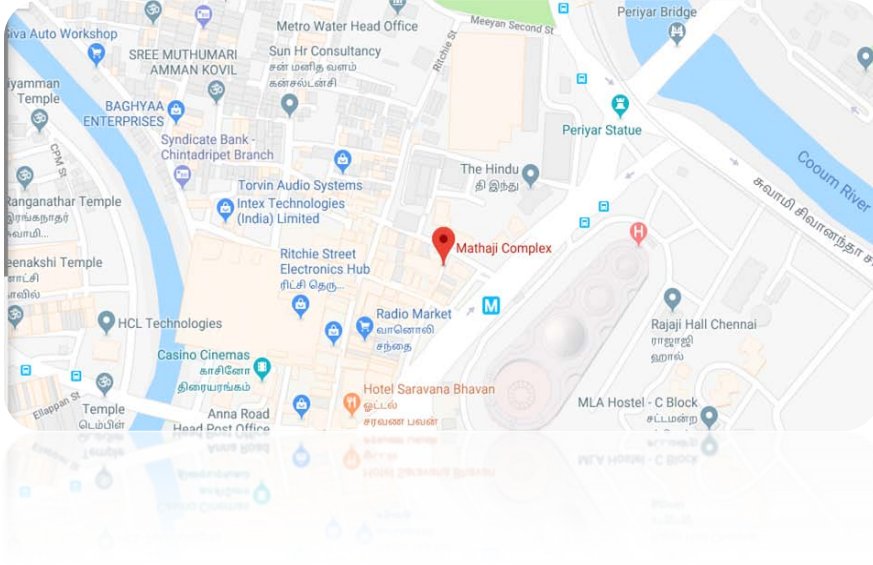 Periyar Bridge
Metro Water Head Office
Meeyan Second St
Ritchie St
Siva Auto Workshop
SREE MUTHUMARI
AMMAN KOVIL
Sun Hr Consultancy
சன் மனித வளம்
கன்சல்டன்சி
iyamman
Temple
BAGHYAA
ENTERPRISES
Periyar Statue
Syndicate Bank -
Chintadripet Branch
CPM St
The Hindu
தி இந்து
Cooum River
Torvin Audio Systems
Intex Technologies
(India) Limited
Ranganathar Temple
சுவாமி சிவானந்தா ச
Mathaji Complex
H
Ritchie Street
Electronics Hub
ரிட்சி தெரு...
eenakshi Temple
M
Radio Market
வானொலி
சந்தை
HCL Technologies
Rajaji Hall Chennai
ராஜாஜி
ஹால்
Casino Cinemas
காசினோ
திரையரங்கம்
Hotel Saravana Bhavan
ஓட்டல்
சரவண பவன்
Ellappan St
Temple
டெம்பிள்
Anna Road
Head Post Office
MLA Hostel - C Block
சட்டமன்ற